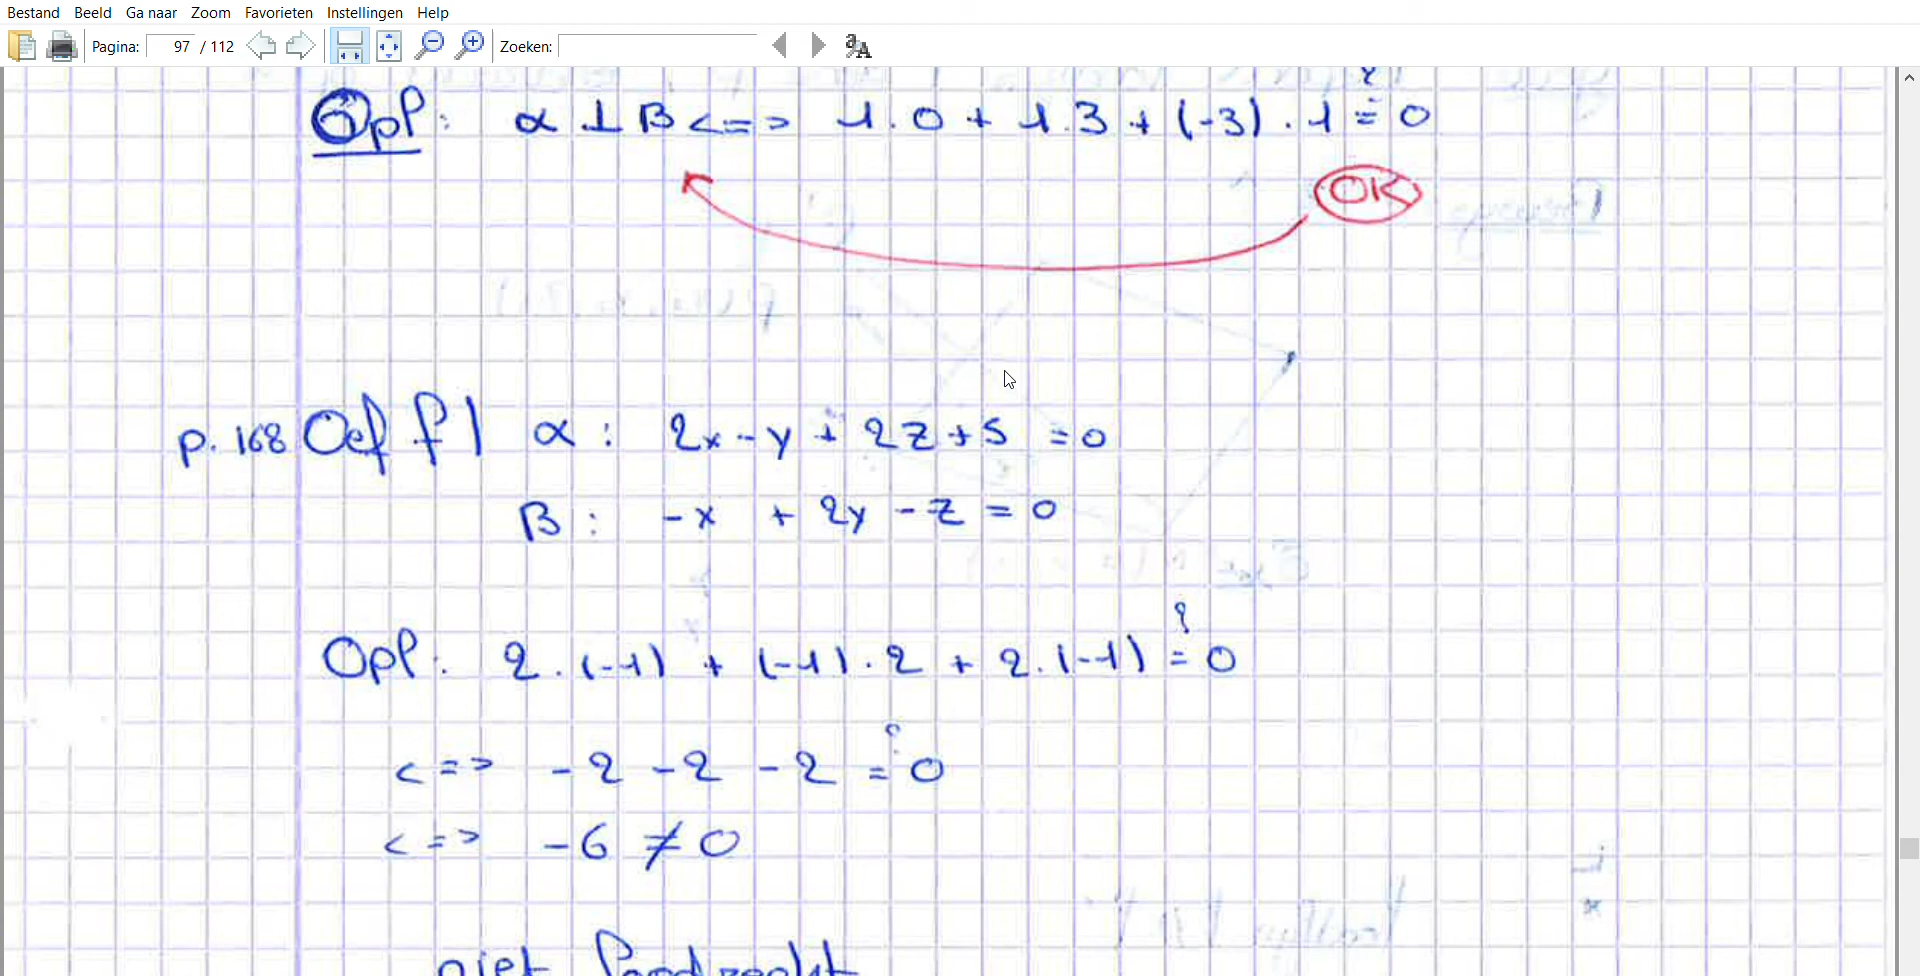 Bestand Beeld Ga naar Zoom Favorieten Instellingen Help
Pagina: 97 / 112 Zoeken:
Opl: α ⊥ B <=> 1.0 + 1.3 + (-3).1 ≟ 0
OK
p. 168 Oef f1 α: 2x - y + 2z + 5 = 0
B: -x + 2y - z = 0
Opl: 2.(-1) + (-1).2 + 2.(-1) ≟ 0
<=> -2 -2 -2 ≟ 0
<=> -6 ≠ 0
niet loodrecht